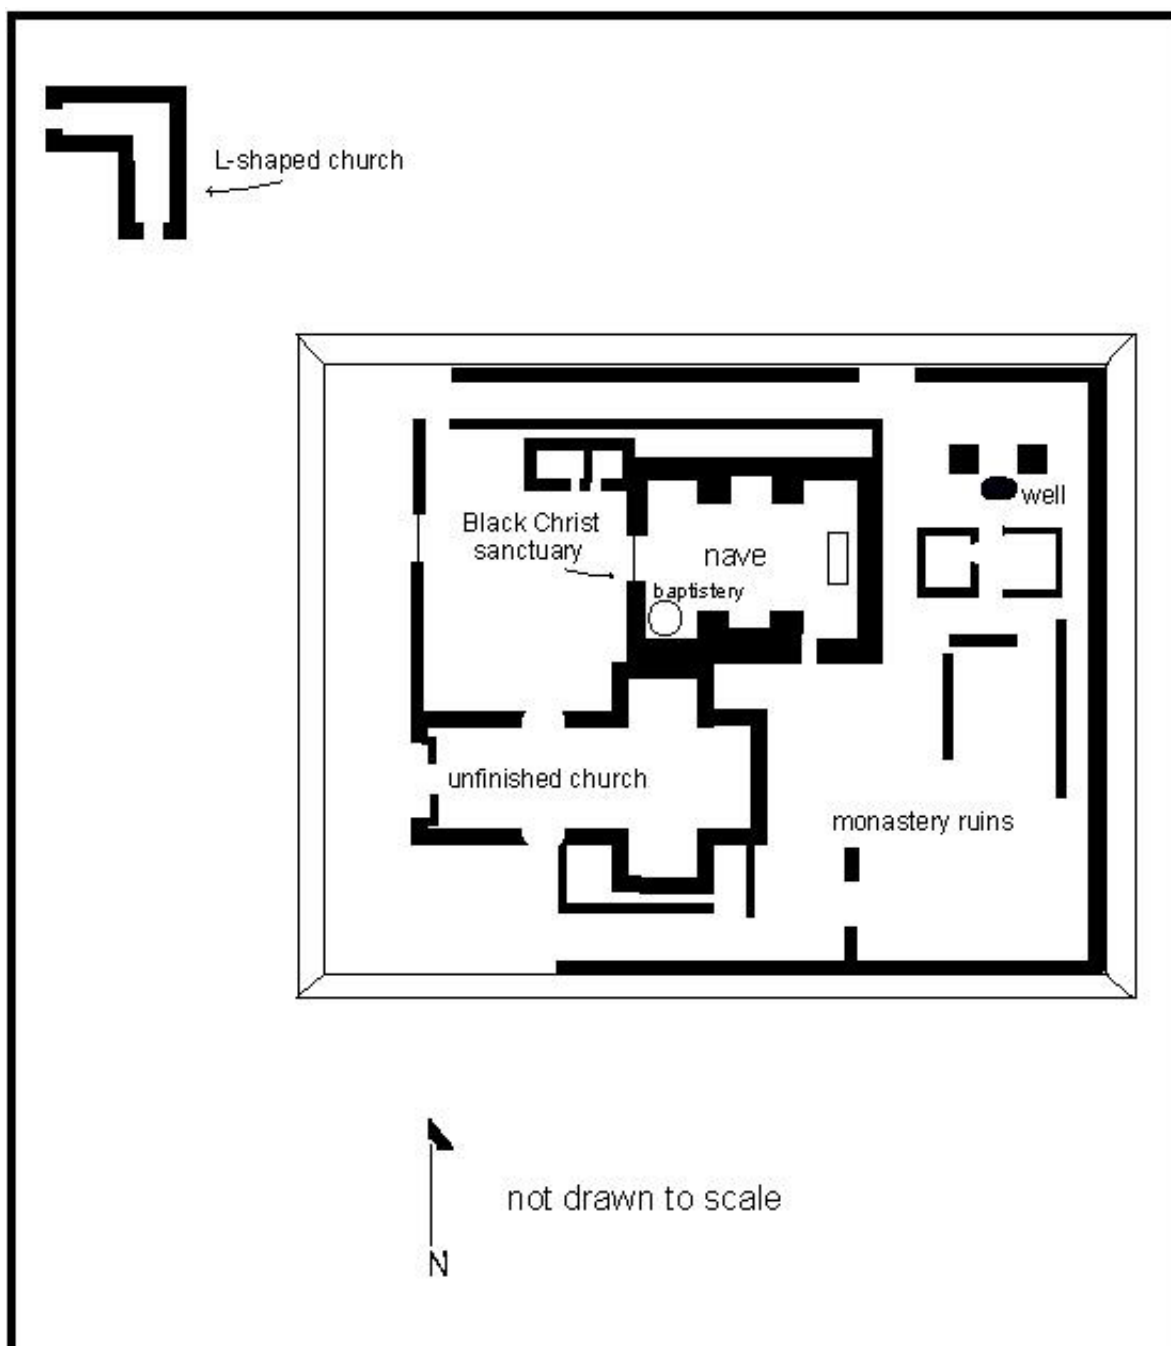 L-shaped church
well
Black Christ
sanctuary
nave
baptistery
unfinished church
monastery ruins
not drawn to scale
N